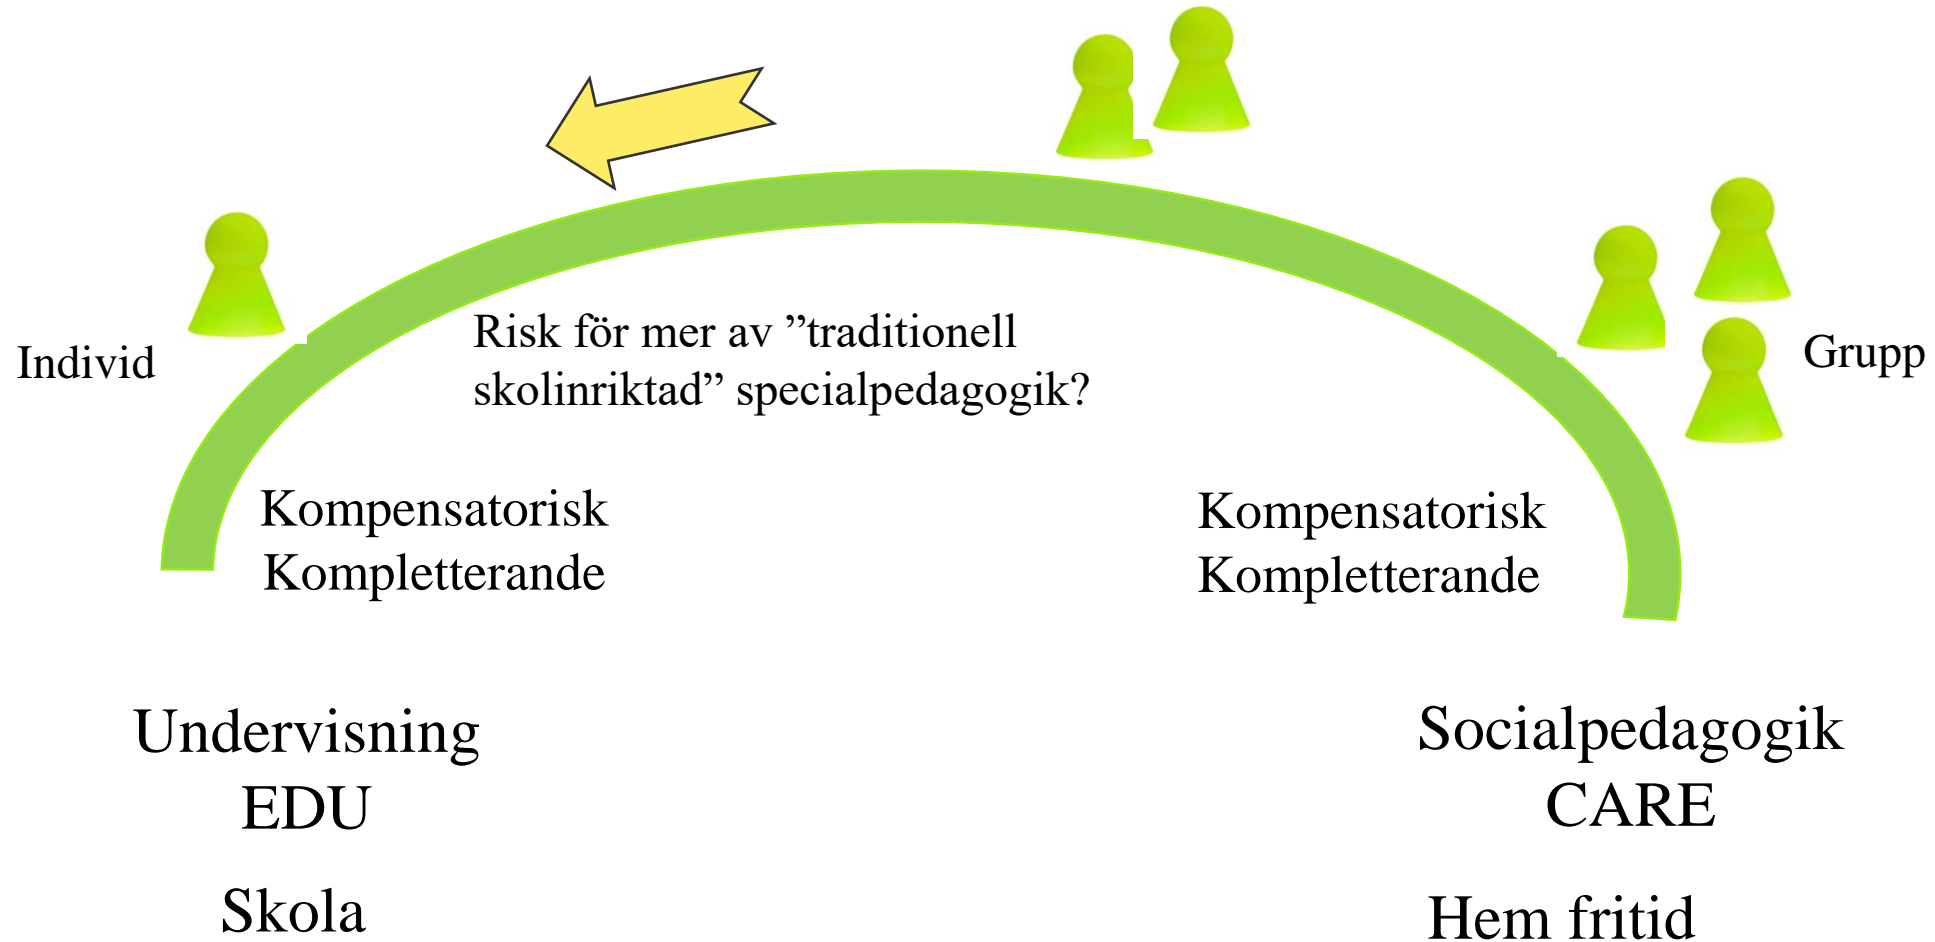 Individ
Risk för mer av ”traditionell
skolinriktad” specialpedagogik?
Grupp
Kompensatorisk
Kompletterande
Kompensatorisk
Kompletterande
Undervisning
EDU
Skola
Socialpedagogik
CARE
Hem fritid